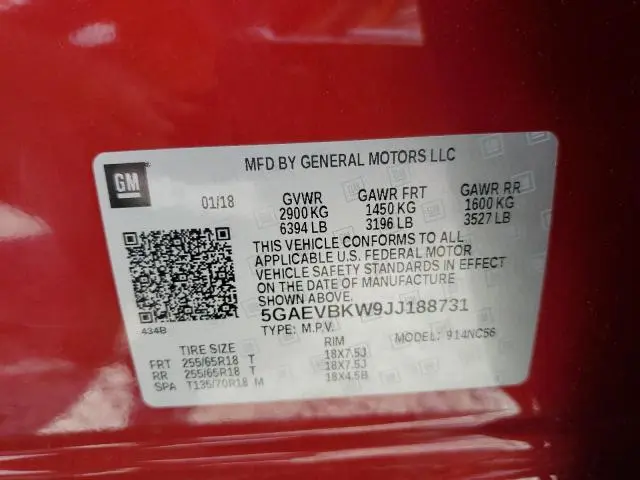 MFD BY GENERAL MOTORS LLC
GM
01/18 GVWR GAWR FRT GAWR RR
2900 KG 1450 KG 1600 KG
6394 LB 3196 LB 3527 LB
THIS VEHICLE CONFORMS TO ALL
APPLICABLE U.S. FEDERAL MOTOR
VEHICLE SAFETY STANDARDS IN EFFECT
ON THE DATE OF MANUFACTURE
SHOWN ABOVE.
5GAEVBKW9JJ188731
434B
TYPE: M.P.V. MODEL: 914NC56
TIRE SIZE RIM
FRT 255/65R18 T 18X7.5J
RR 255/65R18 T 18X7.5J
SPA T135/70R18 M 18X4.5B